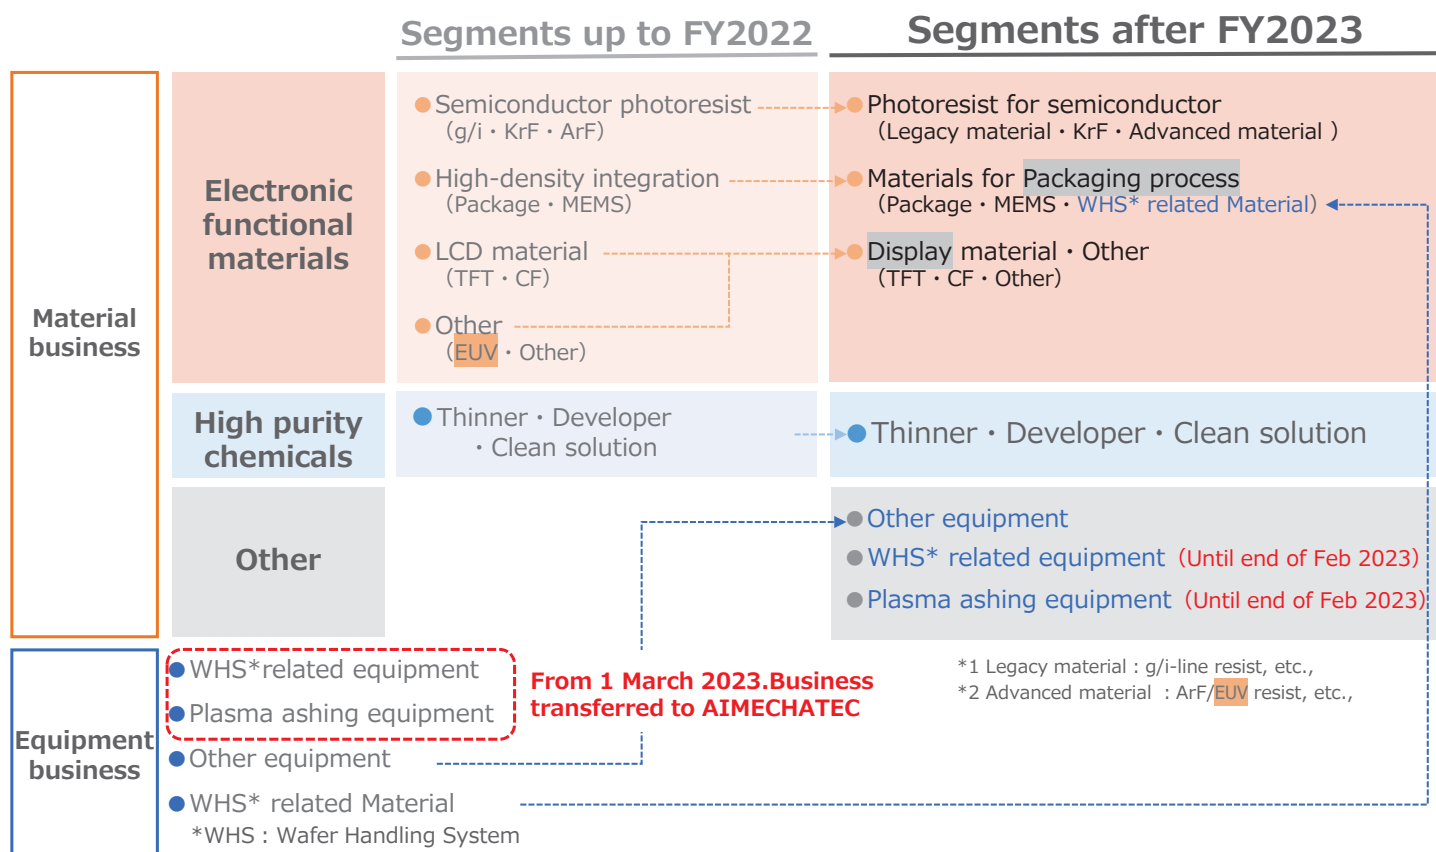 Segments up to FY2022
Segments after FY2023
Material
business
Electronic
functional
materials
Semiconductor photoresist
(g/i・KrF・ArF)
High-density integration
(Package・MEMS)
LCD material
(TFT・CF)
Other
(EUV・Other)
Photoresist for semiconductor
(Legacy material・KrF・Advanced material )
Materials for Packaging process
(Package・MEMS・WHS* related Material)
Display material・Other
(TFT・CF・Other)
High purity
chemicals
Thinner・Developer
・Clean solution
Thinner・Developer・Clean solution
Other
Other equipment
WHS* related equipment (Until end of Feb 2023)
Plasma ashing equipment (Until end of Feb 2023)
Equipment
business
WHS*related equipment
Plasma ashing equipment
From 1 March 2023.Business
transferred to AIMECHATEC
Other equipment
WHS* related Material
*WHS : Wafer Handling System
*1 Legacy material : g/i-line resist, etc.,
*2 Advanced material : ArF/EUV resist, etc.,